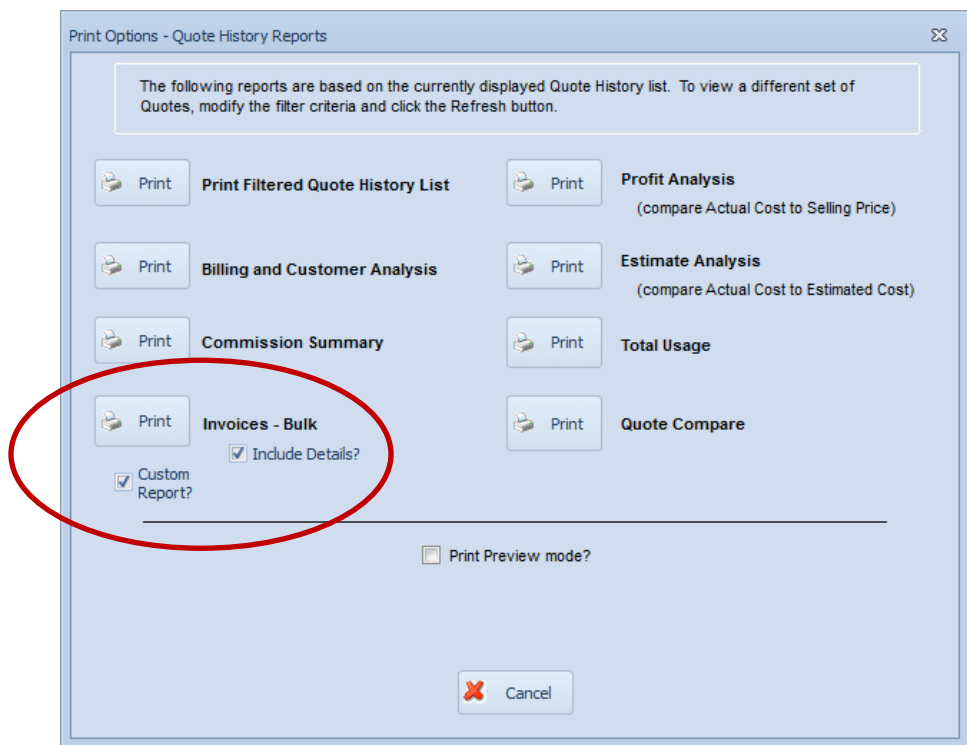 Print Options - Quote History Reports
The following reports are based on the currently displayed Quote History list. To view a different set of
Quotes, modify the filter criteria and click the Refresh button.
Print
Print Filtered Quote History List
Print
Profit Analysis
(compare Actual Cost to Selling Price)
Print
Billing and Customer Analysis
Print
Estimate Analysis
(compare Actual Cost to Estimated Cost)
Print
Commission Summary
Print
Total Usage
Print
Invoices - Bulk
Include Details?
Custom
Report?
Print
Quote Compare
Print Preview mode?
Cancel